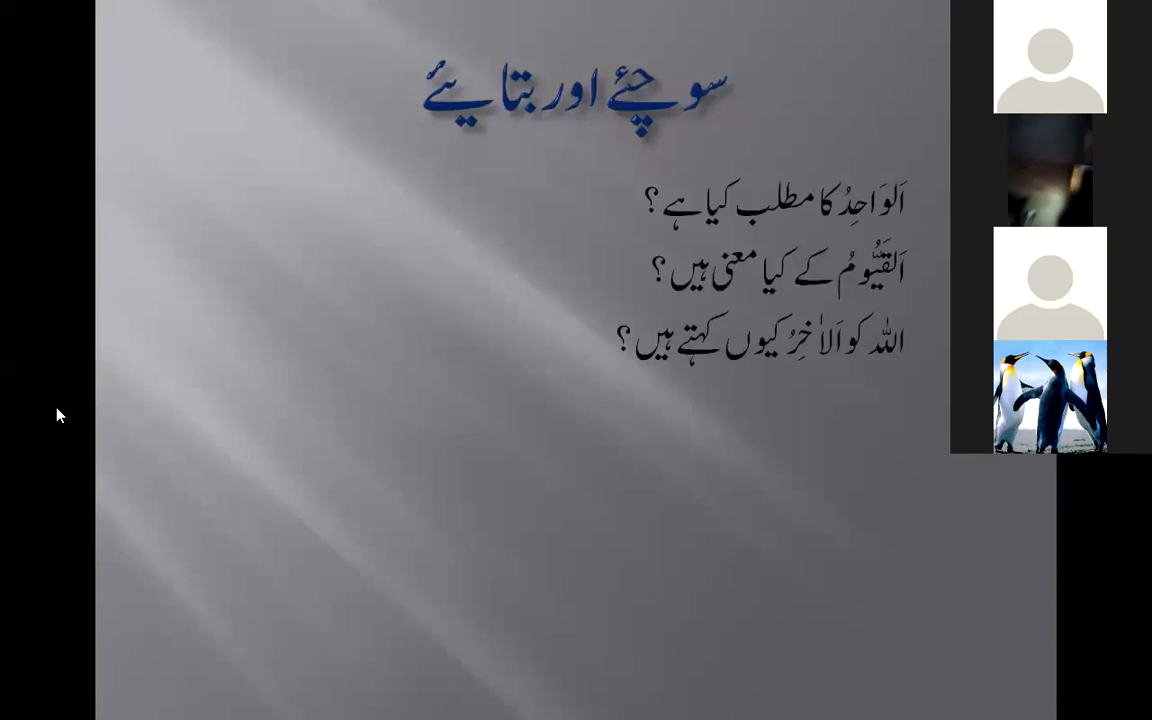 سوچئے اور بتایئے
اَلوَاحِدُ کا مطلب کیا ہے؟
اَلقَیُّومُ کے کیا معنی ہیں؟
اللہ کو اَلاٰخِرُ کیوں کہتے ہیں؟